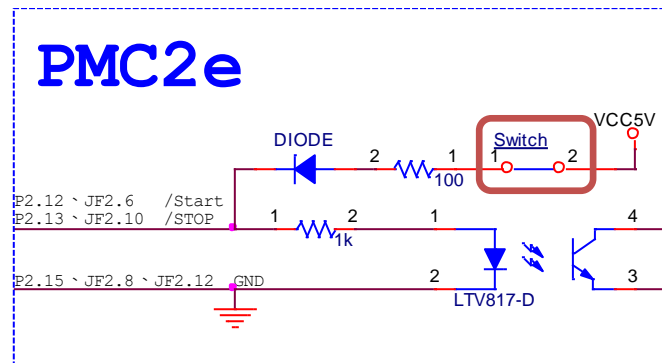 PMC2e
VCC5V
DIODE
Switch
2
1
1
2
100
P2.12、JF2.6 /Start
P2.13、JF2.10 /STOP
1
2
1
4
1k
P2.15、JF2.8、JF2.12 GND
2
3
LTV817-D